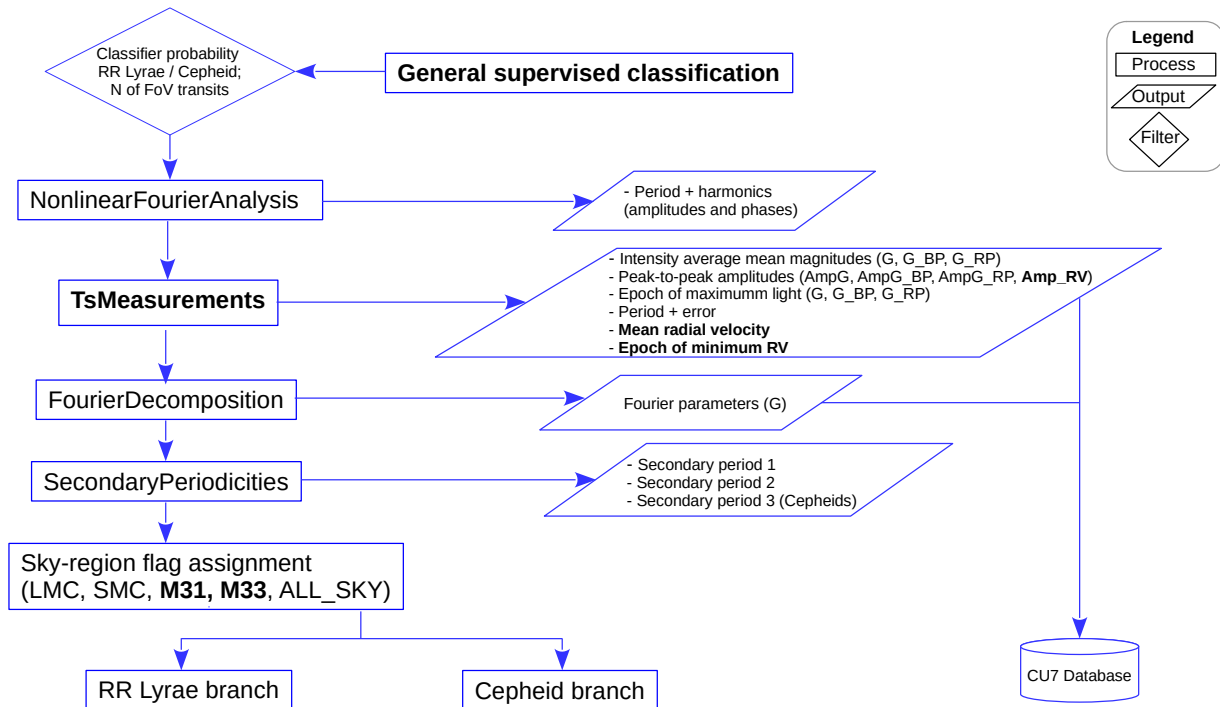 Classifier probability
RR Lyrae / Cepheid;
N of FoV transits
General supervised classification
Legend
Process
Output
Filter
NonlinearFourierAnalysis
- Period + harmonics
(amplitudes and phases)
TsMeasurements
- Intensity average mean magnitudes (G, G_BP, G_RP)
- Peak-to-peak amplitudes (AmpG, AmpG_BP, AmpG_RP, Amp_RV)
- Epoch of maximumm light (G, G_BP, G_RP)
- Period + error
- Mean radial velocity
- Epoch of minimum RV
FourierDecomposition
Fourier parameters (G)
SecondaryPeriodicities
- Secondary period 1
- Secondary period 2
- Secondary period 3 (Cepheids)
Sky-region flag assignment
(LMC, SMC, M31, M33, ALL_SKY)
RR Lyrae branch
Cepheid branch
CU7 Database